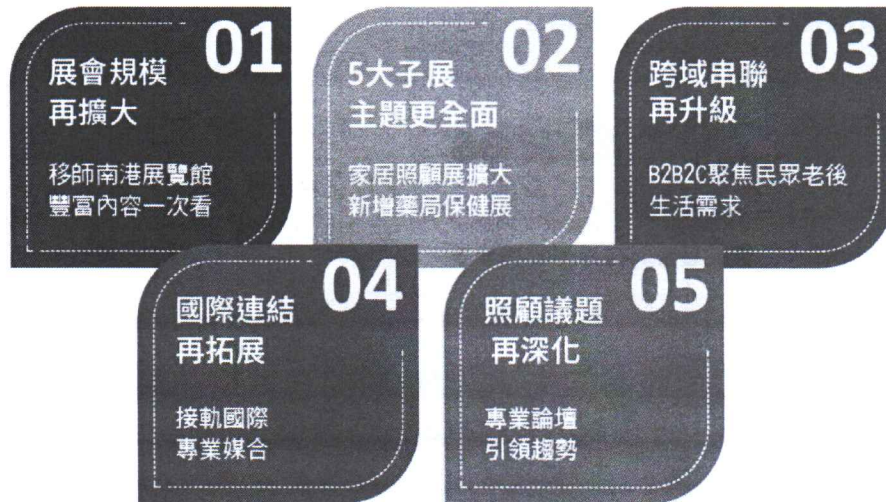 01
展會規模
再擴大
移師南港展覽館
豐富內容一次看
02
5大子展
主題更全面
家居照顧展擴大
新增藥局保健展
03
跨域串聯
再升級
B2B2C聚焦民眾老後
生活需求
04
國際連結
再拓展
接軌國際
專業媒合
05
照顧議題
再深化
專業論壇
引領趨勢